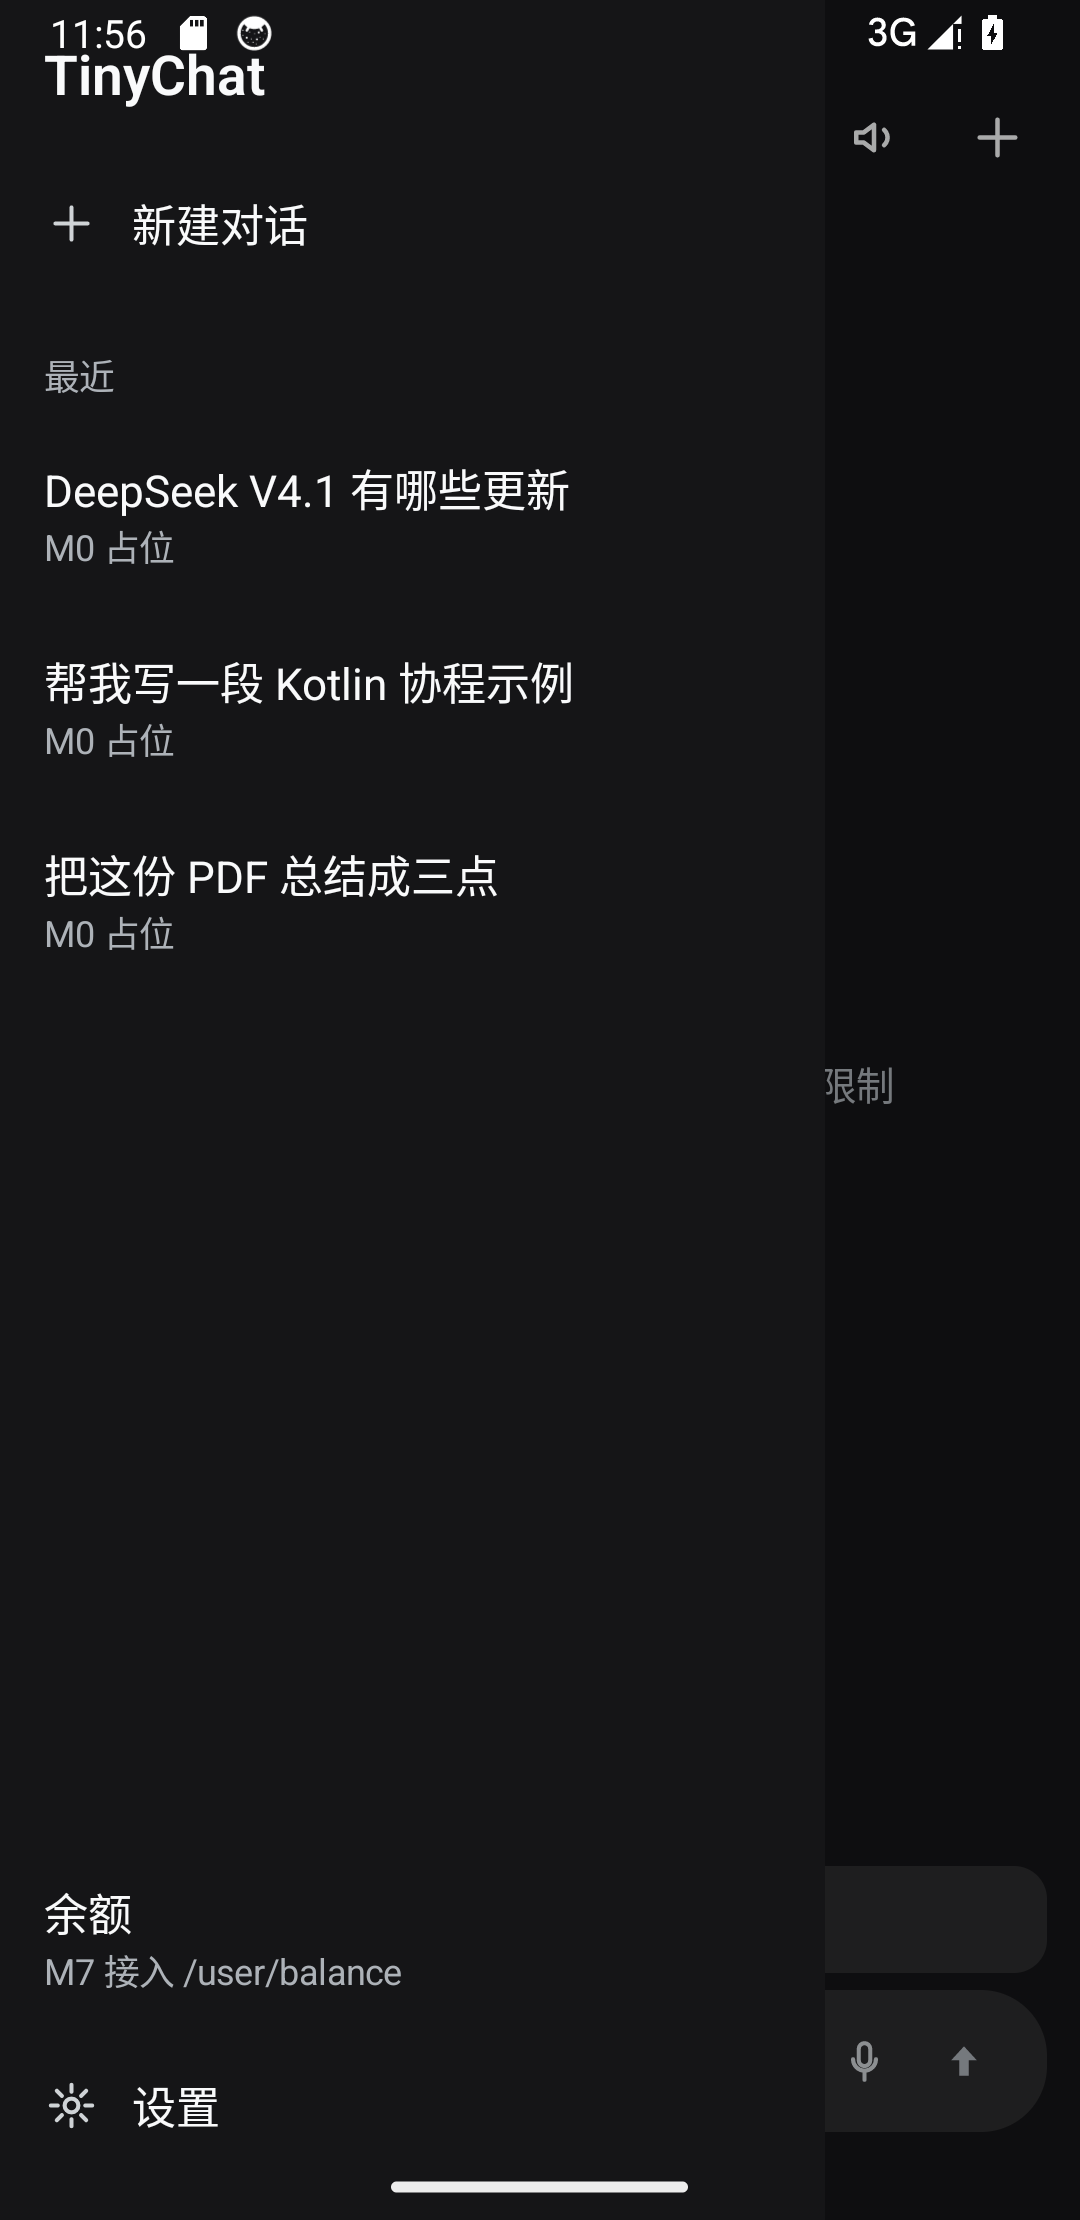 11:56
3G
TinyChat
新建对话
最近
DeepSeek V4.1 有哪些更新
M0 占位
帮我写一段 Kotlin 协程示例
M0 占位
把这份 PDF 总结成三点
M0 占位
限制
余额
M7 接入 /user/balance
设置